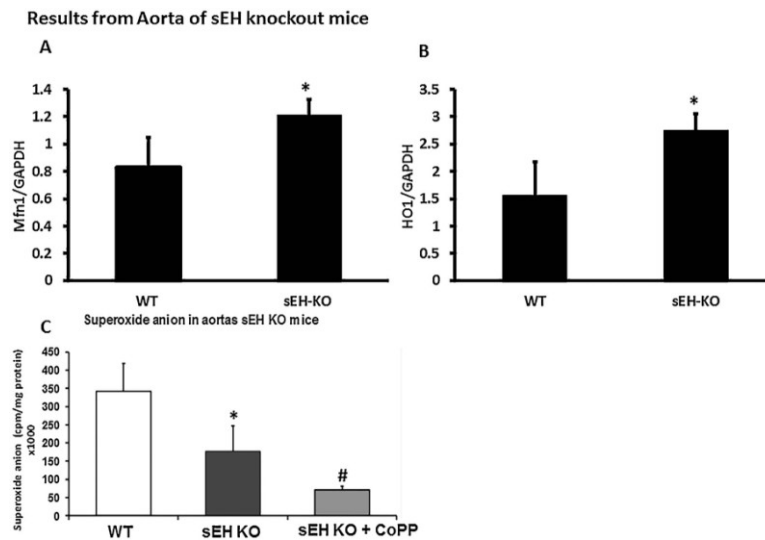 Results from Aorta of sEH knockout mice
A
*
1.4
1.2
1
0.8
0.6
0.4
0.2
0
Mfn1/GAPDH
WT
sEH-KO
B
*
3.5
3
2.5
2
1.5
1
0.5
0
HO1/GAPDH
WT
sEH-KO
C
Superoxide anion in aortas sEH KO mice
450
400
350
300
250
200
150
100
50
0
Superoxide anion (cpm/mg protein)
x1000
*
#
WT
sEH KO
sEH KO + CoPP